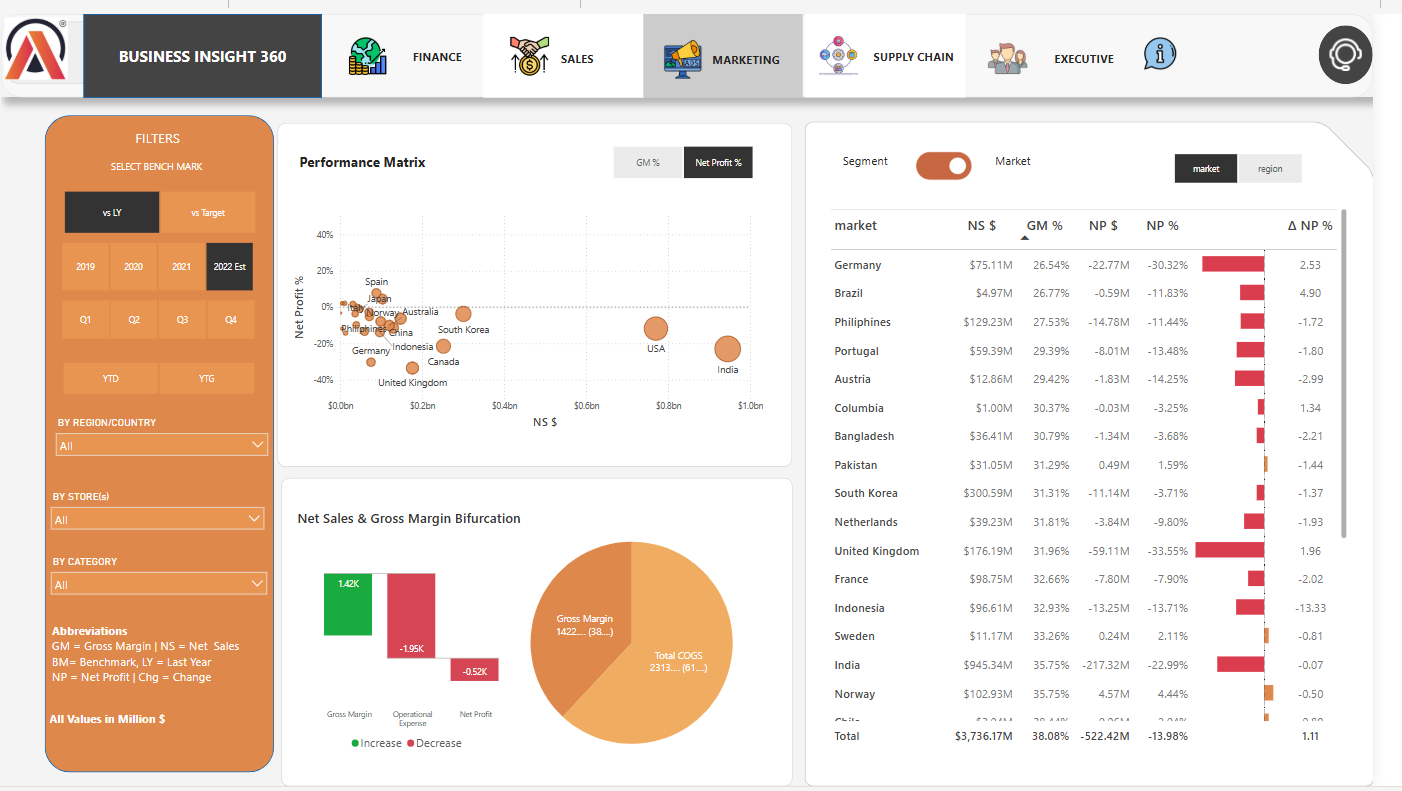 BUSINESS INSIGHT 360
FINANCE
SALES
ADS
MARKETING
SUPPLY CHAIN
EXECUTIVE
FILTERS
SELECT BENCH MARK
vs LY
vs Target
2019
2020
2021
2022 Est
Q1
Q2
Q3
Q4
YTD
YTG
BY REGION/COUNTRY
All
BY STORE(s)
All
BY CATEGORY
All
Abbreviations
GM = Gross Margin | NS = Net Sales
BM= Benchmark, LY = Last Year
NP = Net Profit | Chg = Change
All Values in Million $
Performance Matrix
GM %
Net Profit %
Net Profit %
40%
20%
0%
-20%
-40%
Spain
Japan
Italy
Norway
Australia
South Korea
Philiphines
China
Indonesia
Germany
Canada
United Kingdom
USA
India
$0.0bn
$0.2bn
$0.4bn
$0.6bn
$0.8bn
$1.0bn
NS $
Net Sales & Gross Margin Bifurcation
1.42K
-1.95K
-0.52K
Gross Margin
Operational
Expense
Net Profit
Increase
Decrease
Gross Margin
1422.... (38....)
Total COGS
2313.... (61....)
Segment
Market
market
region
market NS $ GM % NP $ NP % Δ NP %
Germany $75.11M 26.54% -22.77M -30.32% 2.53
Brazil $4.97M 26.77% -0.59M -11.83% 4.90
Philiphines $129.23M 27.53% -14.78M -11.44% -1.72
Portugal $59.39M 29.39% -8.01M -13.48% -1.80
Austria $12.86M 29.42% -1.83M -14.25% -2.99
Columbia $1.00M 30.37% -0.03M -3.25% 1.34
Bangladesh $36.41M 30.79% -1.34M -3.68% -2.21
Pakistan $31.05M 31.29% 0.49M 1.59% -1.44
South Korea $300.59M 31.31% -11.14M -3.71% -1.37
Netherlands $39.23M 31.81% -3.84M -9.80% -1.93
United Kingdom $176.19M 31.96% -59.11M -33.55% 1.96
France $98.75M 32.66% -7.80M -7.90% -2.02
Indonesia $96.61M 32.93% -13.25M -13.71% -13.33
Sweden $11.17M 33.26% 0.24M 2.11% -0.81
India $945.34M 35.75% -217.32M -22.99% -0.07
Norway $102.93M 35.75% 4.57M 4.44% -0.50
Total $3,736.17M 38.08% -522.42M -13.98% 1.11